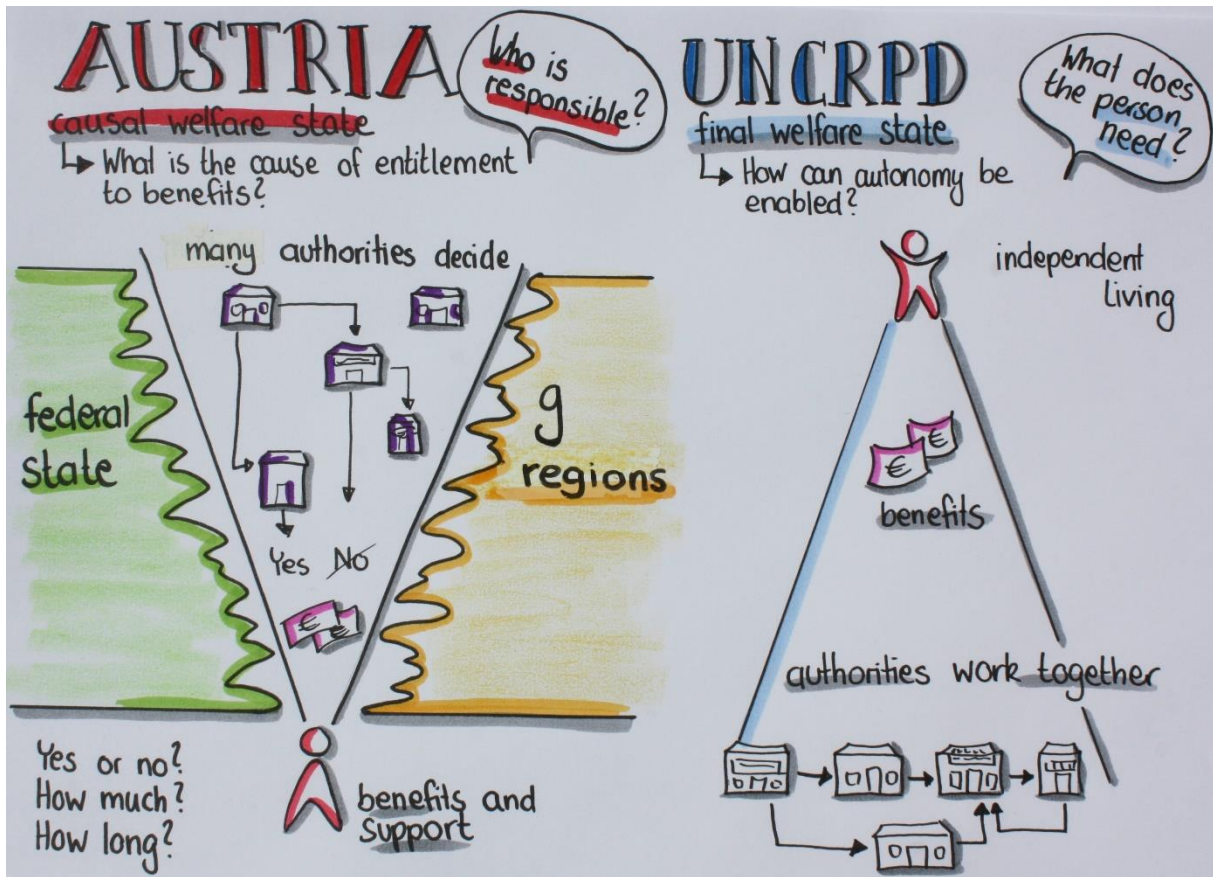 AUSTRIA
causal welfare state
↳ What is the cause of entitlement
to benefits?
Who is
responsible?
many authorities decide
federal
state
9
regions
Yes No
€ €
Yes or no?
How much?
How long?
benefits and
support
UN CRPD
final welfare state
↳ How can autonomy be
enabled?
What does
the person
need?
independent
living
€ €
benefits
authorities work together